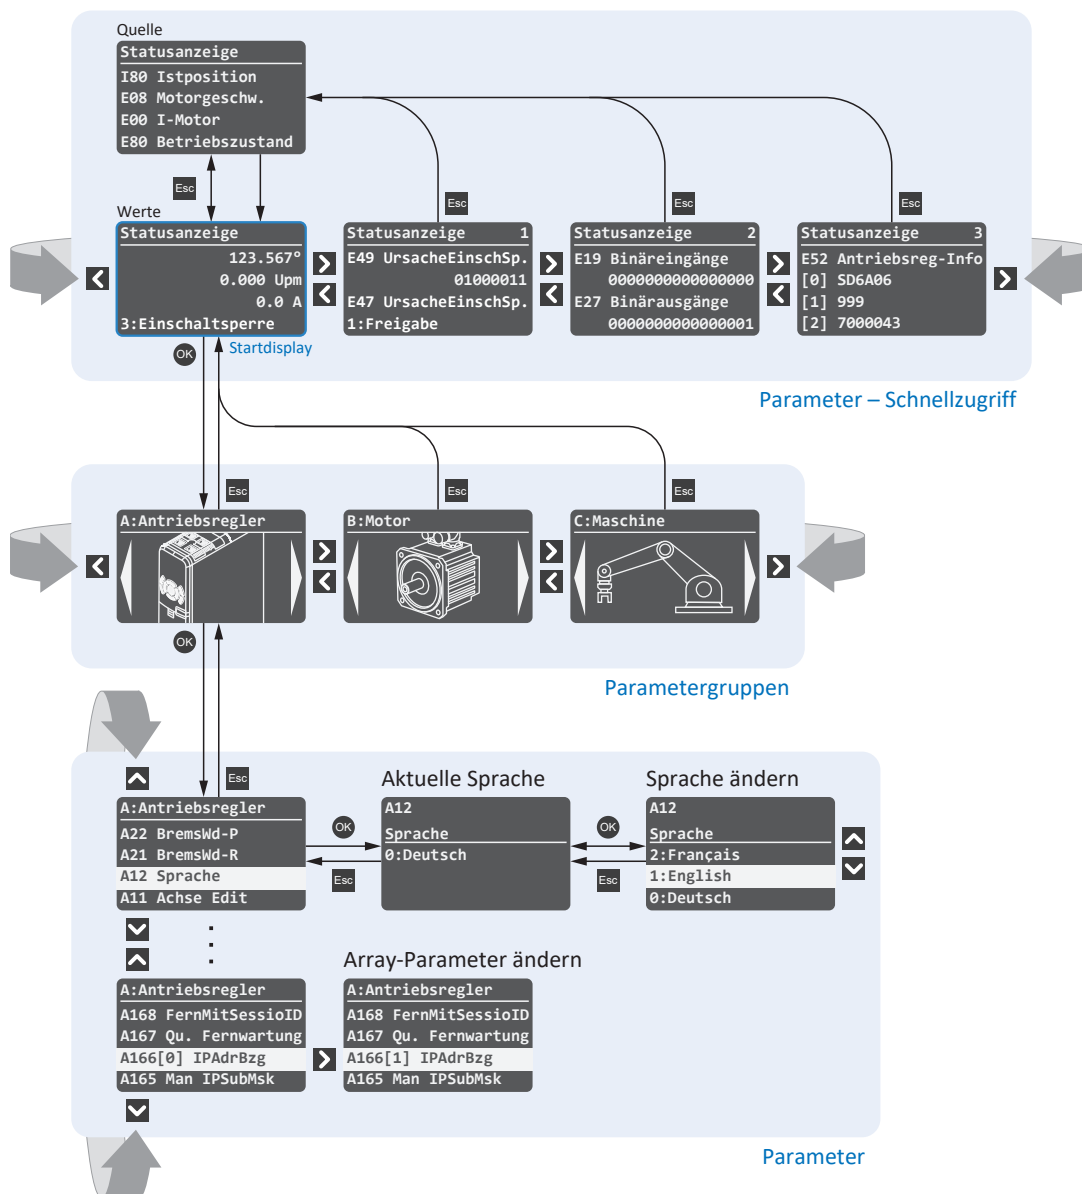 Quelle
Statusanzeige
I80 Istposition
E08 Motorgeschw.
E00 I-Motor
E80 Betriebszustand
Esc
Esc
Esc
Esc
Werte
Statusanzeige
123.567°
0.000 Upm
0.0 A
3:Einschaltsperre
Statusanzeige 1
E49 UrsacheEinschSp.
01000011
E47 UrsacheEinschSp.
1:Freigabe
Statusanzeige 2
E19 Binäreingänge
0000000000000000
E27 Binärausgänge
0000000000000001
Statusanzeige 3
E52 Antriebsreg-Info
[0] SD6A06
[1] 999
[2] 7000043
OK
Startdisplay
Parameter – Schnellzugriff
Esc
Esc
Esc
A:Antriebsregler
B:Motor
C:Maschine
OK
Parametergruppen
Esc
Aktuelle Sprache
Sprache ändern
A:Antriebsregler
A22 BremsWd-P
A21 BremsWd-R
A12 Sprache
A11 Achse Edit
OK
Esc
A12
Sprache
0:Deutsch
OK
Esc
A12
Sprache
2:Français
1:English
0:Deutsch
Array-Parameter ändern
A:Antriebsregler
A168 FernMitSessioID
A167 Qu. Fernwartung
A166[0] IPAdrBzg
A165 Man IPSubMsk
A:Antriebsregler
A168 FernMitSessioID
A167 Qu. Fernwartung
A166[1] IPAdrBzg
A165 Man IPSubMsk
Parameter